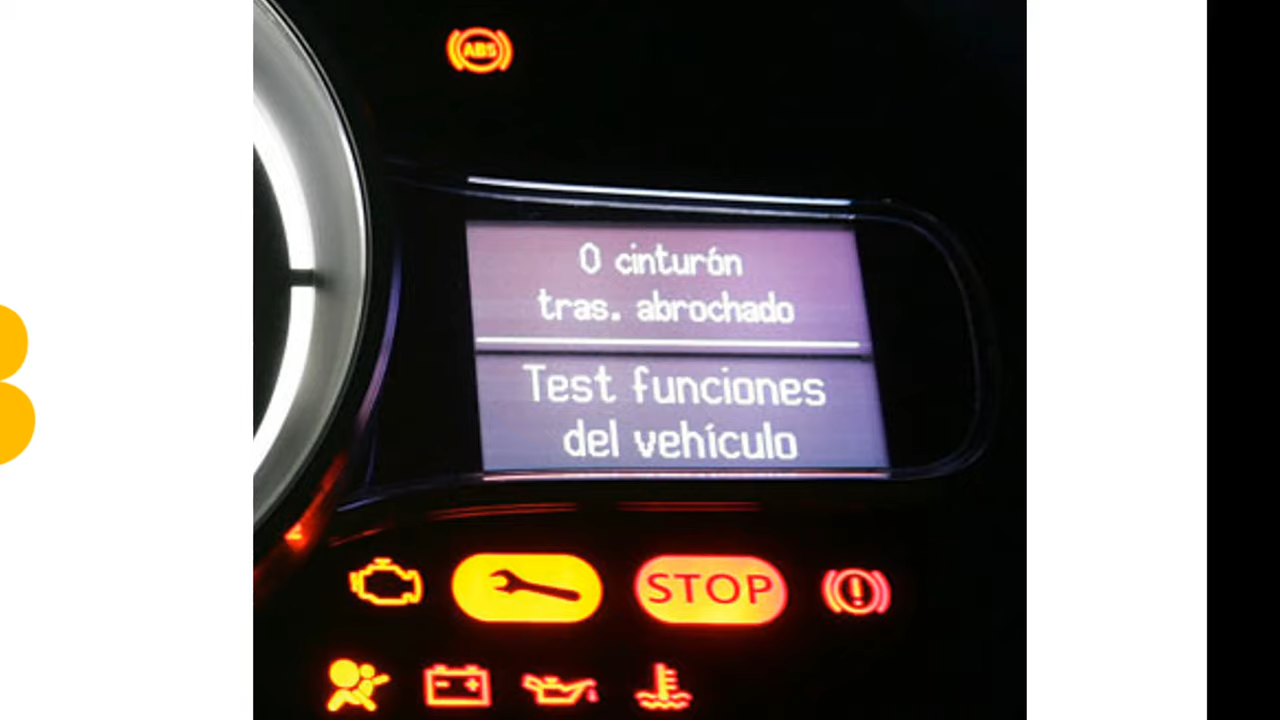 ABS
0 cinturón
tras. abrochado
Test funciones
del vehículo
STOP